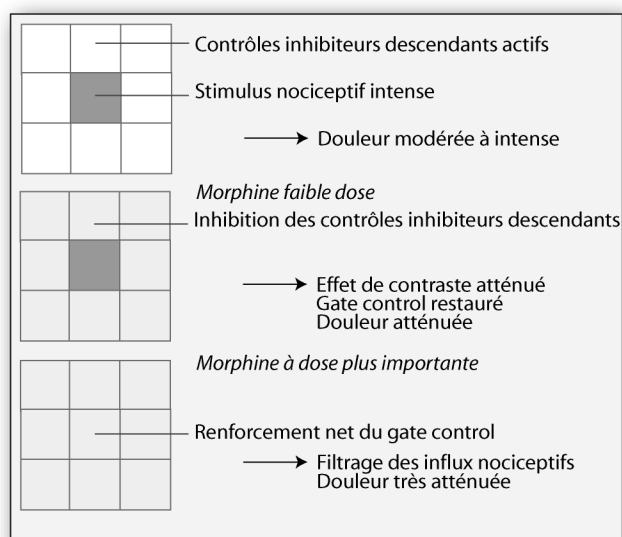 Contrôles inhibiteurs descendants actifs
Stimulus nociceptif intense
Douleur modérée à intense
Morphine faible dose
Inhibition des contrôles inhibiteurs descendants
Effet de contraste atténué
Gate control restauré
Douleur atténuée
Morphine à dose plus importante
Renforcement net du gate control
Filtrage des influx nociceptifs
Douleur très atténuée